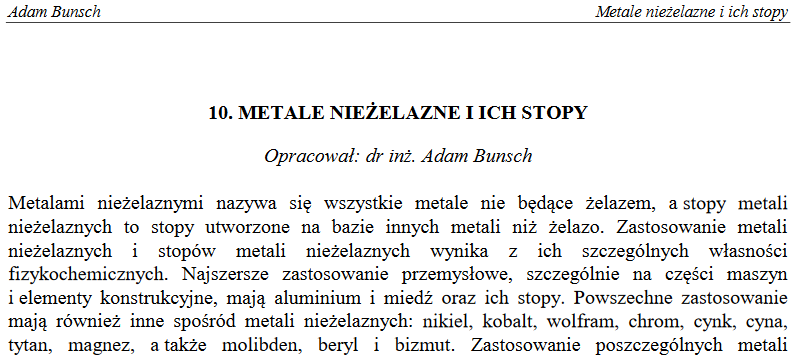 Adam Bunsch Metale nieżelazne i ich stopy
10. METALE NIEŻELAZNE I ICH STOPY
Opracował: dr inż. Adam Bunsch
Metalami nieżelaznymi nazywa się wszystkie metale nie będące żelazem, a stopy metali
nieżelaznych to stopy utworzone na bazie innych metali niż żelazo. Zastosowanie metali
nieżelaznych i stopów metali nieżelaznych wynika z ich szczególnych własności
fizykochemicznych. Najszersze zastosowanie przemysłowe, szczególnie na części maszyn
i elementy konstrukcyjne, mają aluminium i miedź oraz ich stopy. Powszechne zastosowanie
mają również inne spośród metali nieżelaznych: nikiel, kobalt, wolfram, chrom, cynk, cyna,
tytan, magnez, a także molibden, beryl i bizmut. Zastosowanie poszczególnych metali